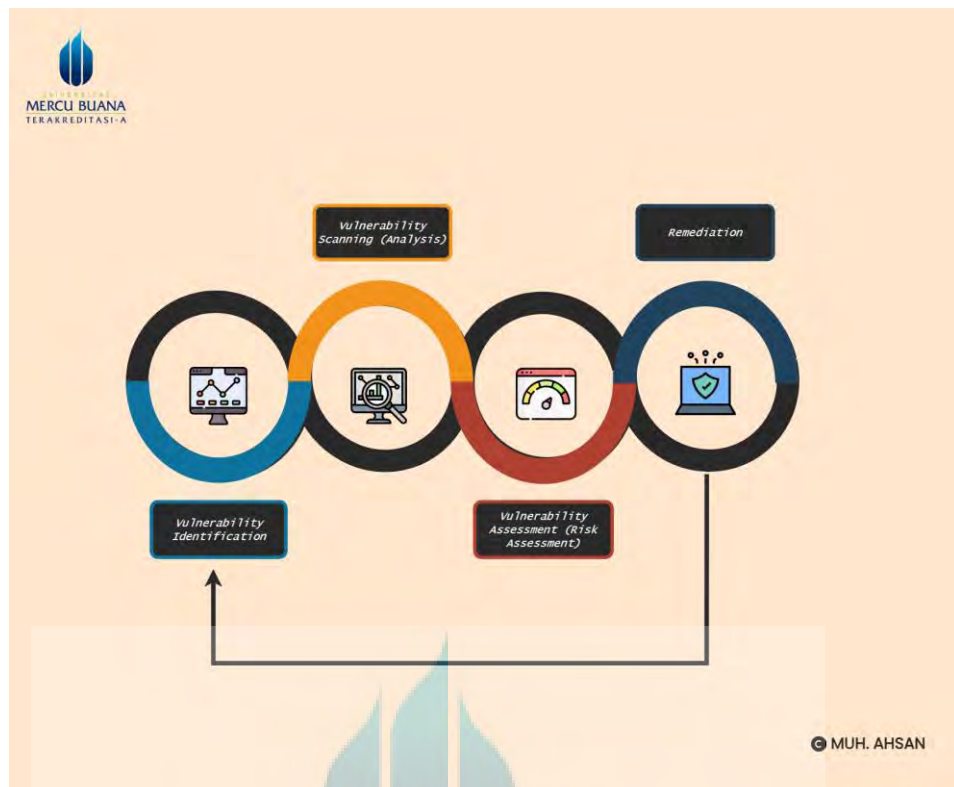 UNIVERSITAS
MERCU BUANA
TERAKREDITASI-A
Vulnerability
Scanning (Analysis)
Remediation
Vulnerability
Identification
Vulnerability
Assessment (Risk
Assessment)
C MUH. AHSAN